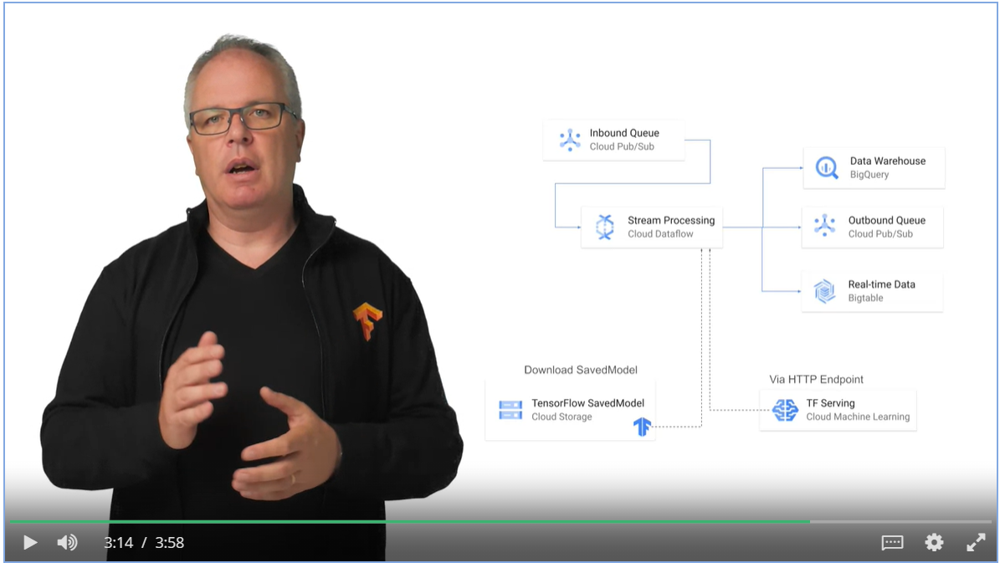 Inbound Queue
Cloud Pub/Sub
Data Warehouse
BigQuery
Stream Processing
Cloud Dataflow
Outbound Queue
Cloud Pub/Sub
Real-time Data
Bigtable
Download SavedModel
TensorFlow SavedModel
Cloud Storage
Via HTTP Endpoint
TF Serving
Cloud Machine Learning
3:14 / 3:58